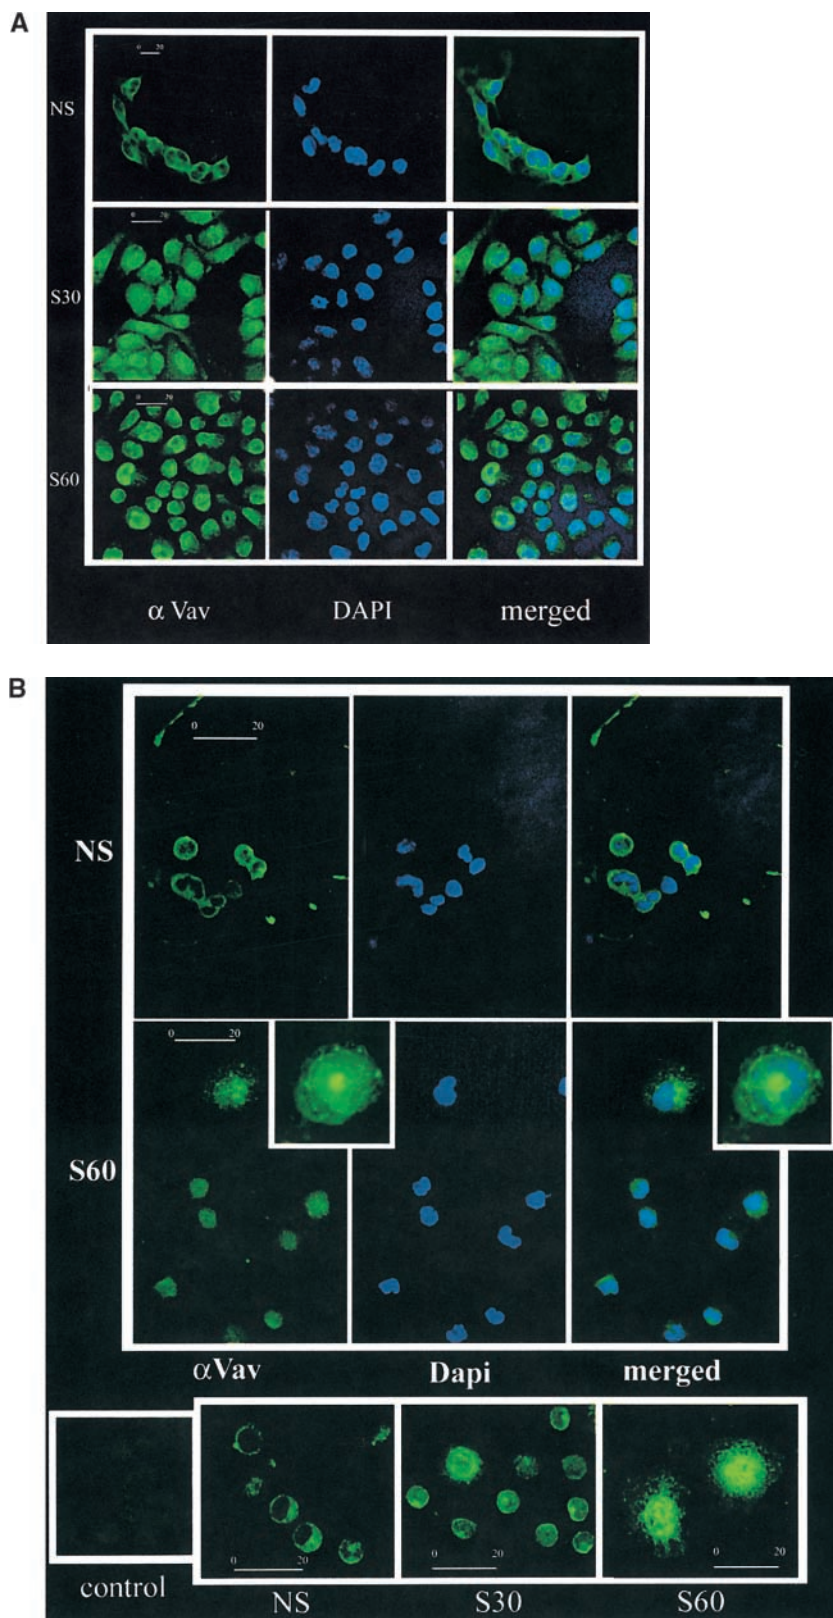 A
0 20
NS
0 20
S30
0 20
S60
α Vav DAPI merged
B
0 20
NS
0 20
S60
αVav Dapi merged
0 20 0 20 0 20
control NS S30 S60